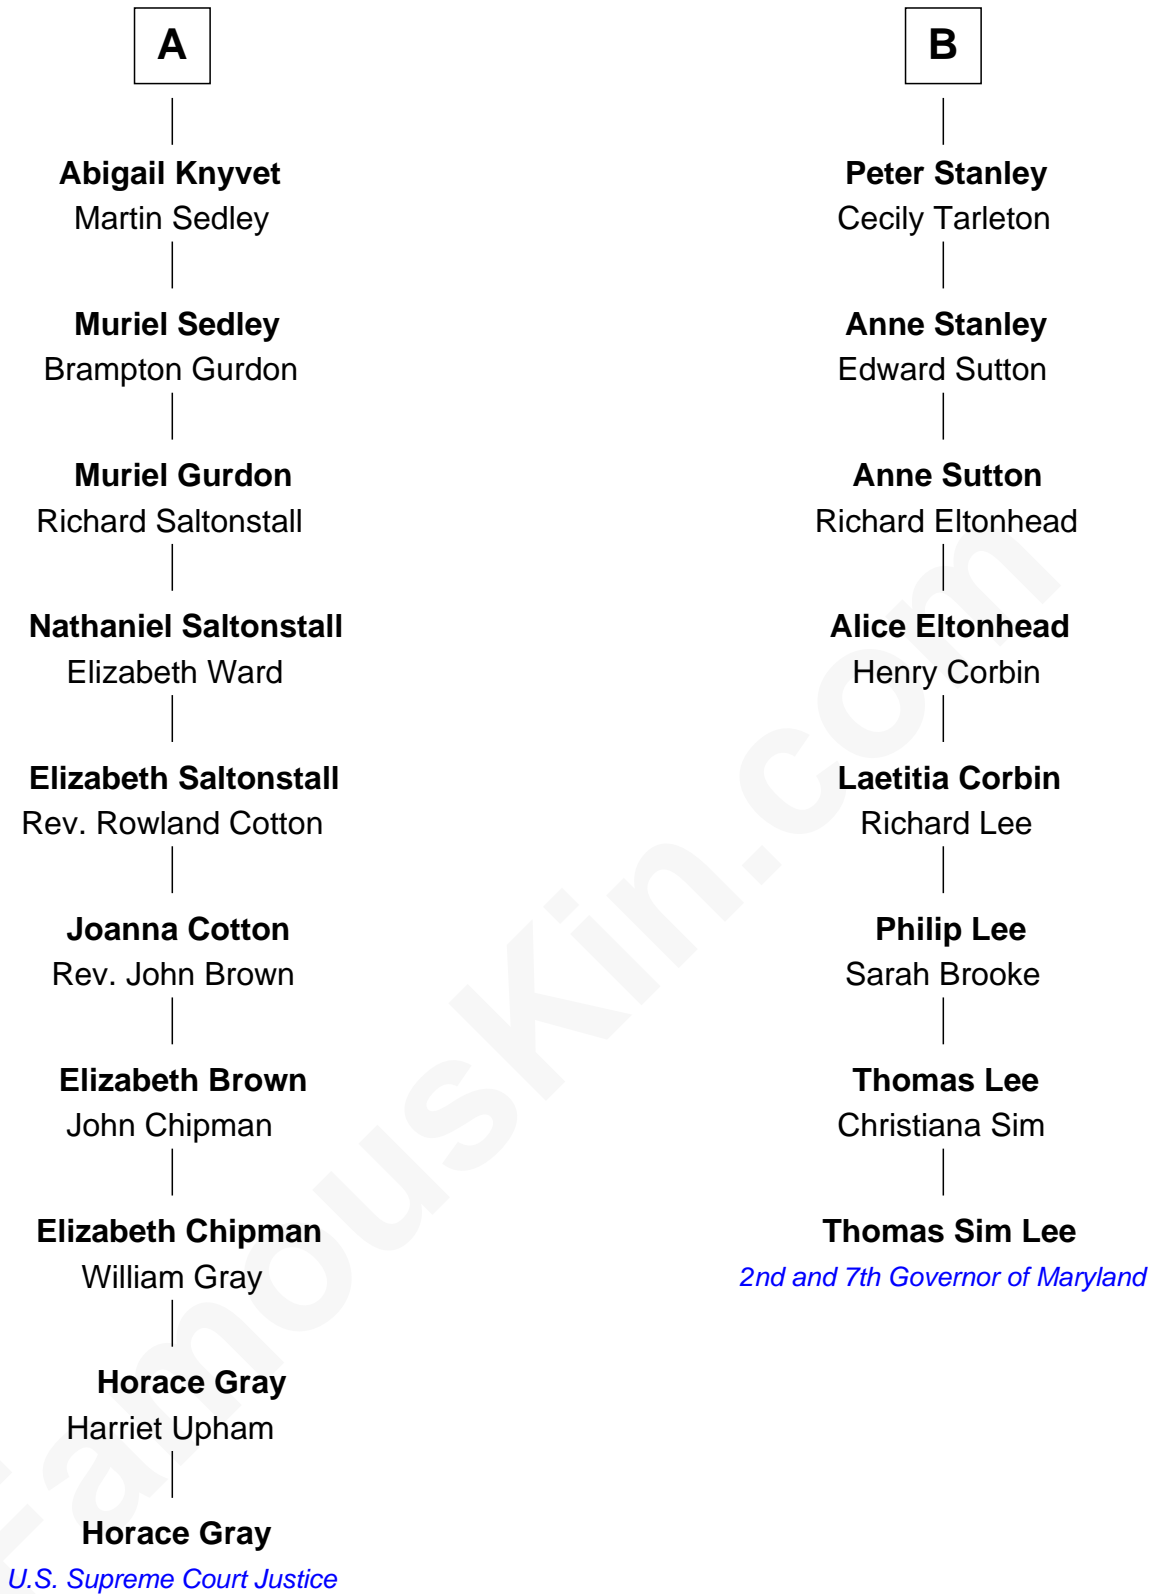 A
Abigail Knyvet
Martin Sedley
Muriel Sedley
Brampton Gurdon
Muriel Gurdon
Richard Saltonstall
Nathaniel Saltonstall
Elizabeth Ward
Elizabeth Saltonstall
Rev. Rowland Cotton
Joanna Cotton
Rev. John Brown
Elizabeth Brown
John Chipman
Elizabeth Chipman
William Gray
Horace Gray
Harriet Upham
Horace Gray
U.S. Supreme Court Justice
B
Peter Stanley
Cecily Tarleton
Anne Stanley
Edward Sutton
Anne Sutton
Richard Eltonhead
Alice Eltonhead
Henry Corbin
Laetitia Corbin
Richard Lee
Philip Lee
Sarah Brooke
Thomas Lee
Christiana Sim
Thomas Sim Lee
2nd and 7th Governor of Maryland
FamousKin.com